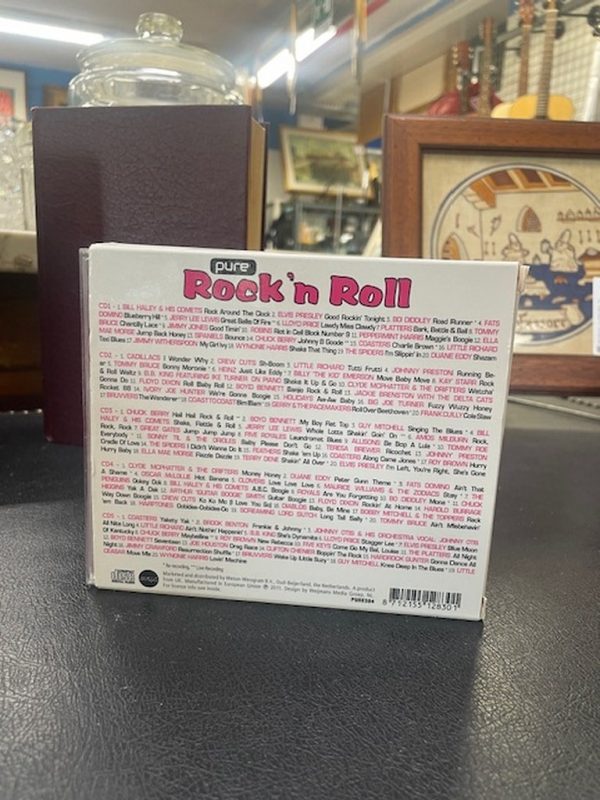 pure
Rock 'n Roll
CD1 - 1. BILL HALEY & HIS COMETS Rock Around The Clock 2. ELVIS PRESLEY Good Rockin' Tonight 3. BO DIDDLEY Road Runner* 4. FATS
DOMINO Blueberry Hill* 5. JERRY LEE LEWIS Great Balls Of Fire** 6. LLOYD PRICE Lawdy Miss Clawdy 7. PLATTERS Bark, Battle & Ball 8. TOMMY
BRUCE Chantilly Lace* 9. JIMMY JONES Good Timin' 10. ROBINS Riot In Cell Block Number 9 11. PEPPERMINT HARRIS Maggie's Boogie 12. ELLA
MAE MORSE Jump Back Honey 13. SPANIELS Bounce 14. CHUCK BERRY Johnny B. Goode** 15. COASTERS Charlie Brown* 16. LITTLE RICHARD
Too Blues 17. JIMMY WITHERSPOON My Girl Ivy 18. WYNONIE HARRIS Shake That Thing 19. THE SPIDERS I'm Slippin' In 20. DUANE EDDY Shazam
CD2 - 1. CADILLACS I Wonder Why 2. CREW CUTS Sh-Boom 3. LITTLE RICHARD Tutti Frutti 4. JOHNNY PRESTON Running Be-
ar* 5. TOMMY BRUCE Bonny Moronie* 6. HEINZ Just Like Eddy* 7. BILLY 'THE KID' EMERSON Move Baby Move 8. KAY STARR Rock
& Roll Waltz 9. B.B. KING FEATURING IKE TURNER ON PIANO Shake It Up & Go 10. CLYDE MCPHATTER & THE DRIFTERS Watcha'
Gonna Do 11. FLOYD DIXON Roll Baby Roll 12. BOYD BENNETT Banjo Rock & Roll 13. JACKIE BRENSTON WITH THE DELTA CATS
Rocket 88 14. IVORY JOE HUNTER We're Gonna Boogie 15. HOLIDAYS Aw-Aw Baby 16. BIG JOE TURNER Fuzzy Wuzzy Honey
17. BRUVVERS The Wanderer* 18. COAST TO COAST Bim Bam* 19. GERRY & THE PACEMAKERS Roll Over Beethoven* 20. FRANK CULLY Cole Slaw
CD3 - 1. CHUCK BERRY Hail Hail Rock & Roll** 2. BOYD BENNETT My Boy Flat Top 3. GUY MITCHELL Singing The Blues* 4. BILL
HALEY & HIS COMETS Shake, Rattle & Roll 5. JERRY LEE LEWIS Whole Lotta Shakin' Goin' On** 6. AMOS MILBURN Rock,
Rock, Rock 7. GREAT GATES Jump Jump Jump 8. FIVE ROYALES Laundromat Blues 9. ALLISONS Be Bop A Lula* 10. TOMMY TEE
Everybody* 11. SONNY TIL & THE ORIOLES Baby Please Don't Go 12. TERESA BREWER Ricochet 13. JOHNNY PRESTON
Cradle Of Love 14. THE SPIDERS I Didn't Wanna Do It 15. FEATHERS Shake 'em Up 16. COASTERS Along Came Jones* 17. ROY BROWN Hurry
Hurry Baby 18. ELLA MAE MORSE Razzle Dazzle 19. TERRY DENE Shakin' All Over* 20. ELVIS PRESLEY I'm Left, You're Right, She's Gone
CD4 - 1. CLYDE MCPHATTER & THE DRIFTERS Money Honey 2. DUANE EDDY Peter Gunn Theme* 3. FATS DOMINO Ain't That
A Shame* 4. OSCAR McLOLLIE Hot Banana 5. CLOVERS Love Love Love 6. MAURICE WILLIAMS & THE ZODIACS Stay* 7. THE
PENGUINS Ookey Ook 8. BILL HALEY & HIS COMETS A.B.C. Boogie 9. ROYALS Are You Forgetting 10. BO DIDDLEY Mona* 11. CHUCK
HIGGINS Yak A Dak 12. ARTHUR 'GUITAR BOOGIE' SMITH Guitar Boogie 13. FLOYD DIXON Rockin' At Home 14. HAROLD BURRAGE
Way Down Boogie 15. CREW CUTS Ko Ko Mo (I Love You So) 16. DIABLOS Baby, Be Mine 17. BOBBY MITCHELL & THE TOPPERS Rock
'em Back 18. HAIRTONES Oobidee-Oobidee-Oo 19. SCREAMING LORD SUTCH Long Tall Sally* 20. TOMMY BRUCE Ain't Misbehavin'
CD5 - 1. COASTERS Yakety Yak* 2. BROOK BENTON Frankie & Johnny* 3. JOHNNY OTIS & HIS ORCHESTRA VOCAL: JOHNNY OTIS
All Nite Long 4. LITTLE RICHARD Ain't Nothin' Happenin' 5. B.B. KING She's Dynamite 6. LLOYD PRICE Stagger Lee* 7. ELVIS PRESLEY Blue Moon
Of Kentucky 8. CHUCK BERRY Maybelline** 9. ROY BROWN New Rebecca 10. FIVE KEYS Come Go My Bal, Louise 11. THE PLATTERS All Night
12. BOYD BENNETT Seventeen 13. TERRY DENE Drag Race 14. CLIFTON CHENIER Boppin' The Rock 15. HARDROCK GUNTER Gonna Dance All
Night 16. JIMMY CRAWFORD Resurrection Shuffle* 17. BRUVVERS Wake Up Little Suzy* 18. GUY MITCHELL Knee Deep In The Blues* 19. LITTLE
CEASAR Move Me 20. WYNONIE HARRIS Lovin' Machine
* Re-recording, ** Live Recording
Marketed and distributed by Weton-Wesgram B.V., Oud-Beijerland, the Netherlands. A product
from UK. Manufactured in European Union ℗ 2011. Design by Weijmans Media Groep, NL
For license info see inside.
PURE504
8 712155 128301